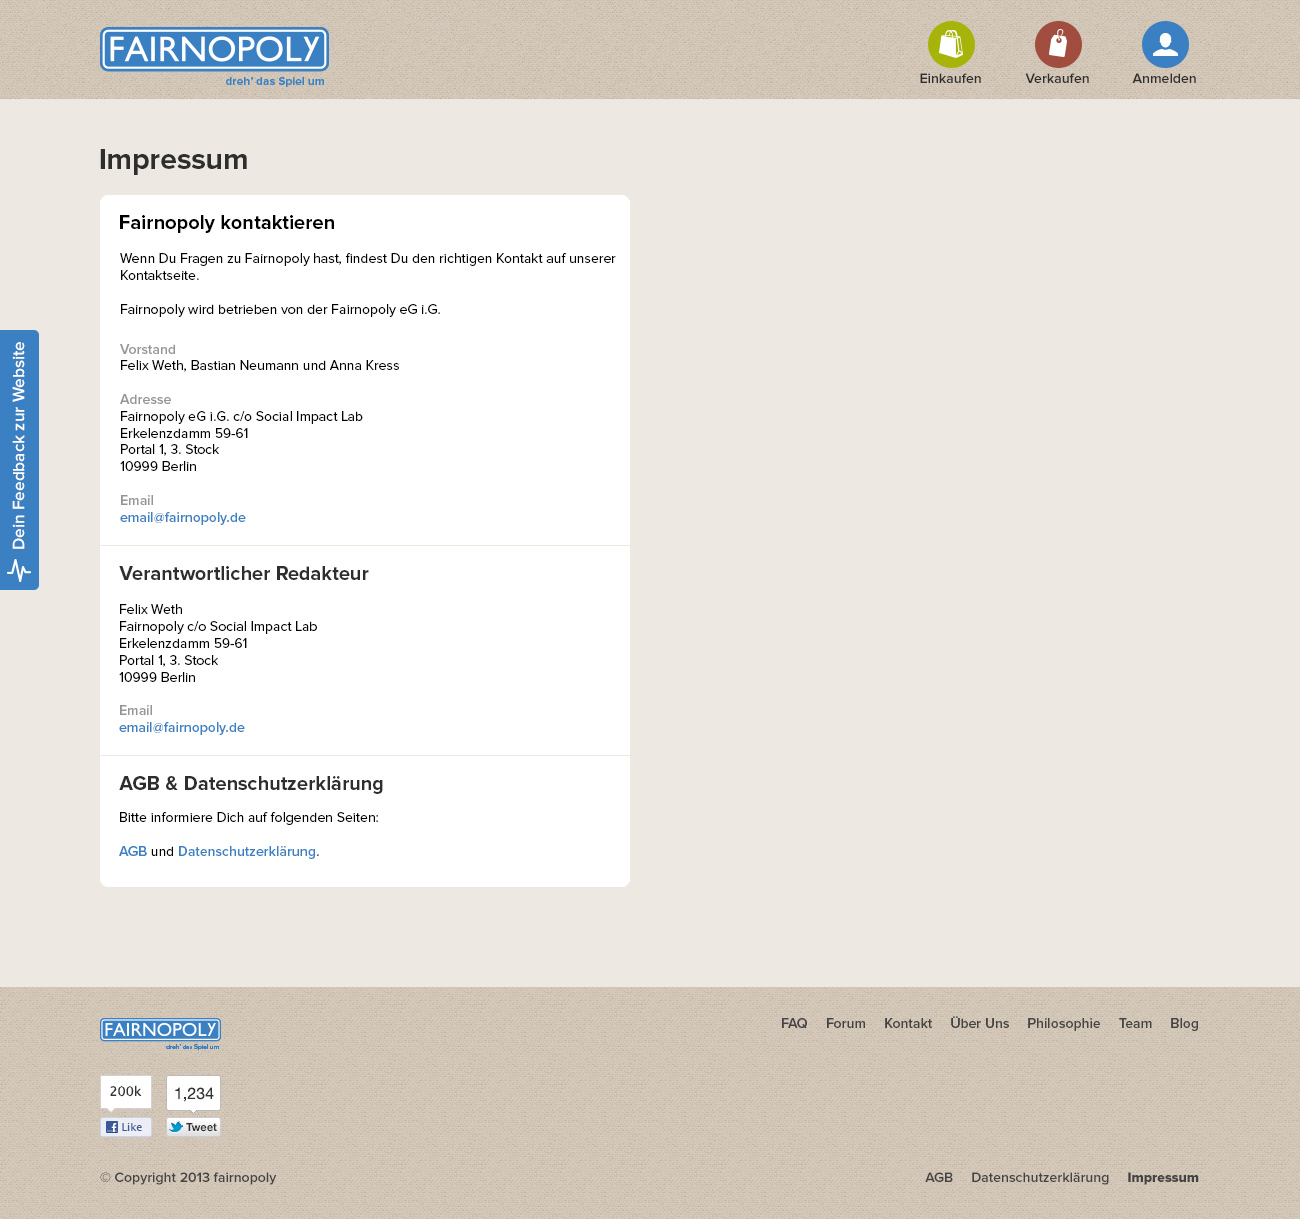 FAIRNOPOLY
dreh' das Spiel um
Einkaufen
Verkaufen
Anmelden
Impressum
Fairnopoly kontaktieren
Wenn Du Fragen zu Fairnopoly hast, findest Du den richtigen Kontakt auf unserer
Kontaktseite.
Fairnopoly wird betrieben von der Fairnopoly eG i.G.
Vorstand
Felix Weth, Bastian Neumann und Anna Kress
Adresse
Fairnopoly eG i.G. c/o Social Impact Lab
Erkelenzdamm 59-61
Portal 1, 3. Stock
10999 Berlin
Email
email@fairnopoly.de
Dein Feedback zur Website
Verantwortlicher Redakteur
Felix Weth
Fairnopoly c/o Social Impact Lab
Erkelenzdamm 59-61
Portal 1, 3. Stock
10999 Berlin
Email
email@fairnopoly.de
AGB & Datenschutzerklärung
Bitte informiere Dich auf folgenden Seiten:
AGB und Datenschutzerklärung.
FAIRNOPOLY
dreh' das Spiel um
FAQ Forum Kontakt Über Uns Philosophie Team Blog
200k
1,234
Like
Tweet
© Copyright 2013 fairnopoly
AGB Datenschutzerklärung Impressum